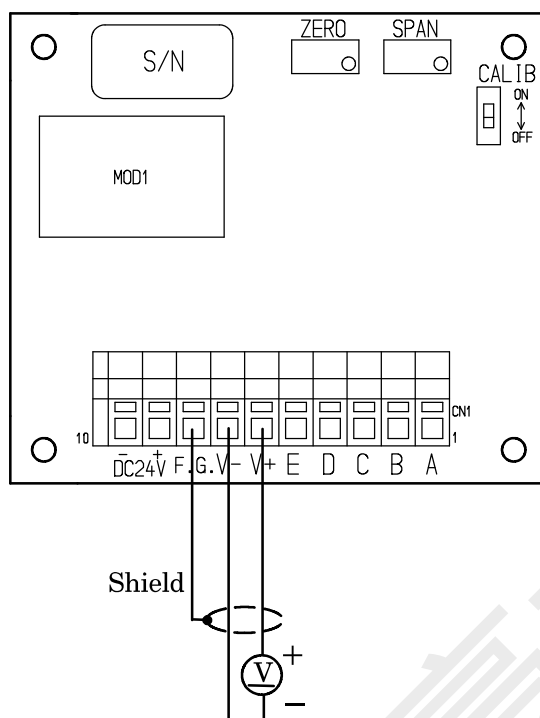 ZERO SPAN
S/N
CALIB
ON
OFF
MOD1
CN1
10 1
- +
DC24V F.G. V- V+ E D C B A
Shield
V +
-